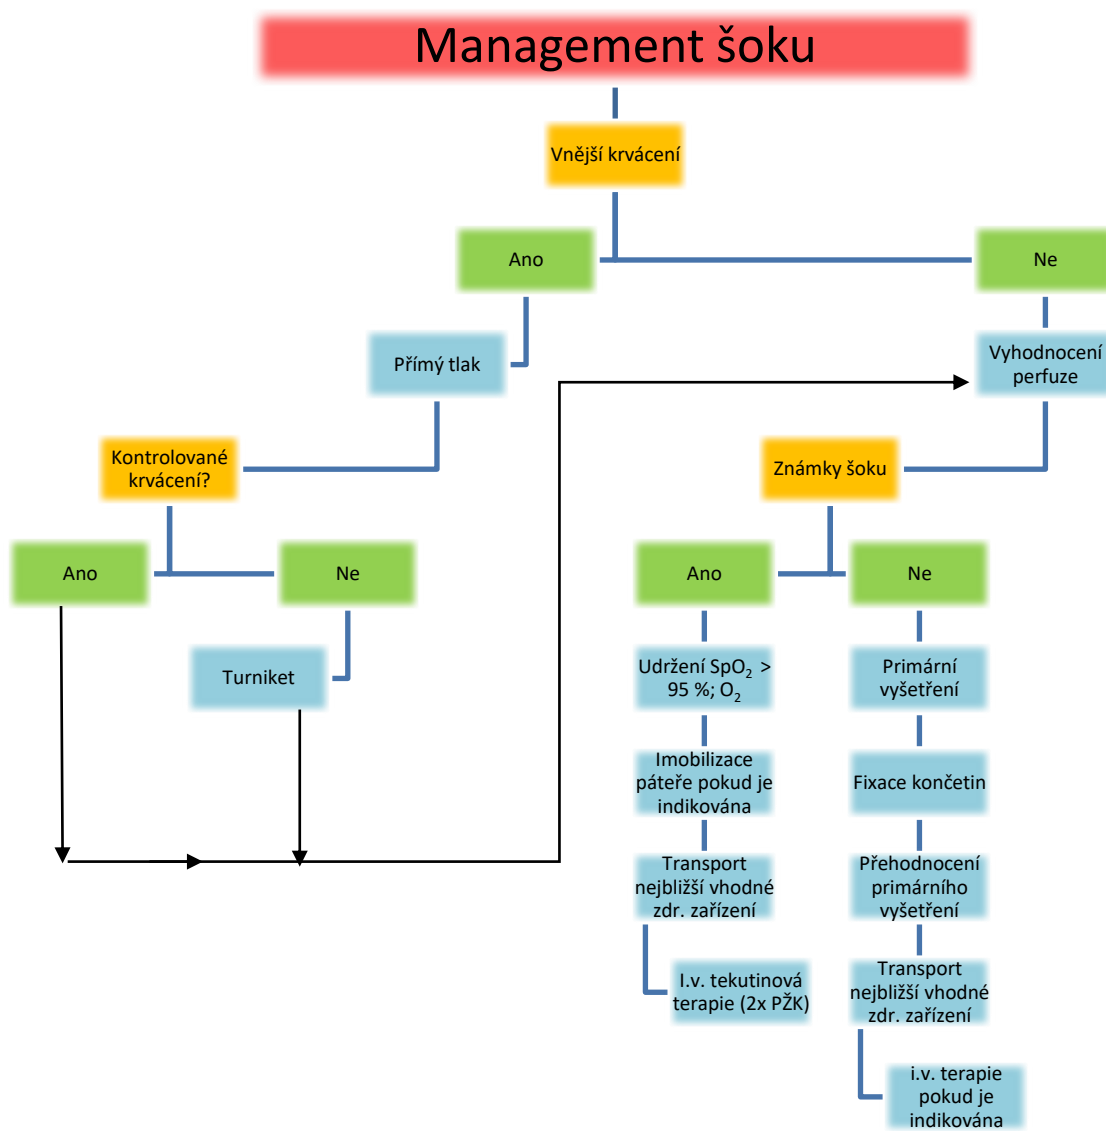 Management šoku
Vnější krvácení
Ano
Ne
Přímý tlak
Vyhodnocení
perfuze
Kontrolované
krvácení?
Známky šoku
Ano
Ne
Ano
Ne
Turniket
Udržení SpO₂ >
95 %; O₂
Primární
vyšetření
Imobilizace
páteře pokud je
indikována
Fixace končetin
Transport
nejbližší vhodné
zdr. zařízení
Přehodnocení
primárního
vyšetření
I.v. tekutinová
terapie (2x PŽK)
Transport
nejbližší vhodné
zdr. zařízení
i.v. terapie
pokud je
indikována